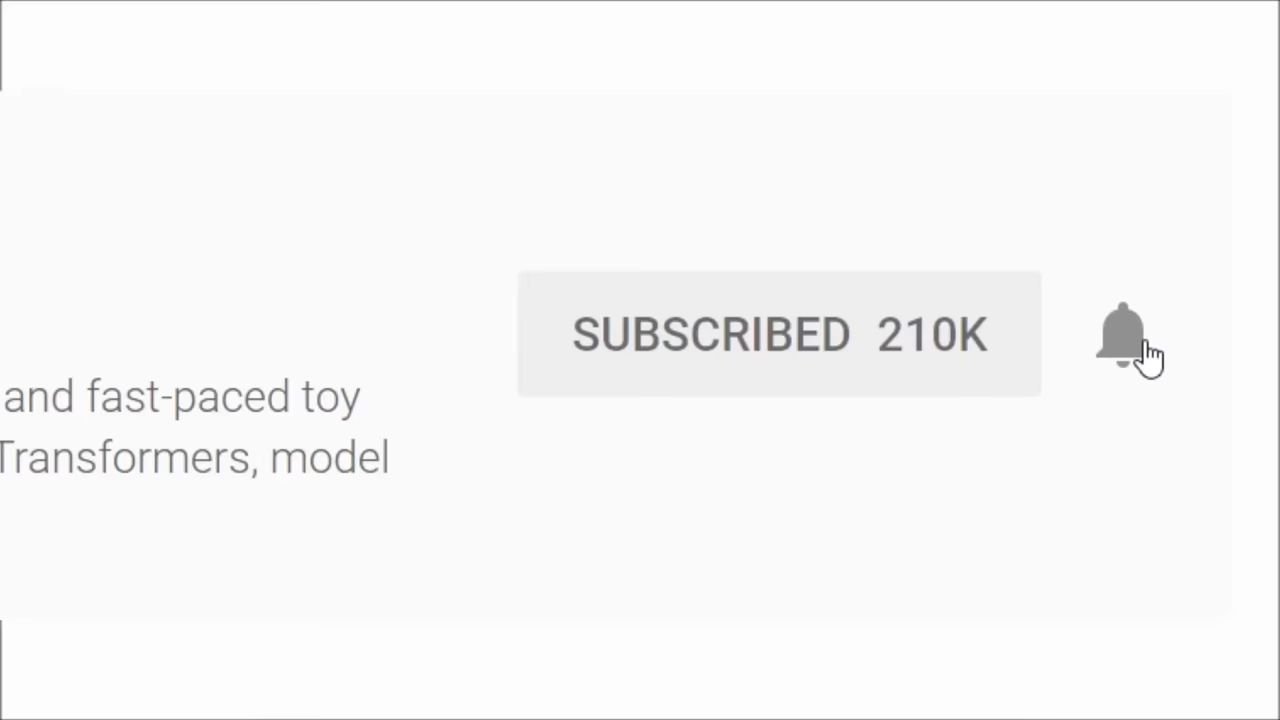 SUBSCRIBED 210K
and fast-paced toy
Transformers, model